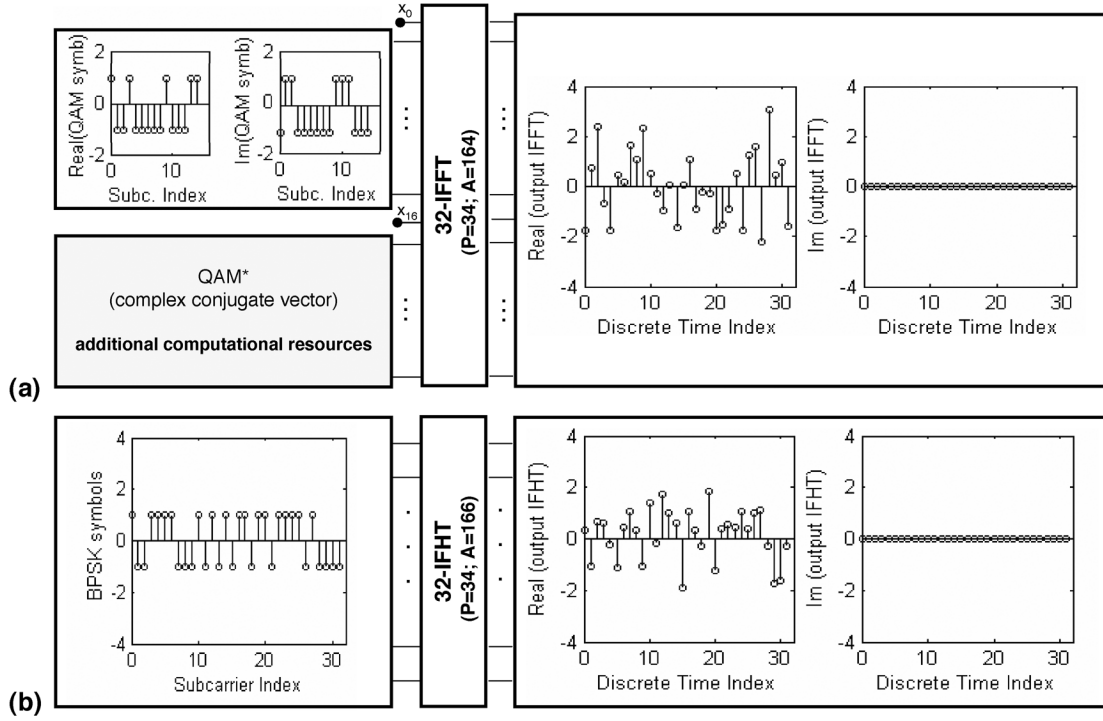 x0
Real(QAM symb)
2
0
-2
10
Subc. Index
Im(QAM symb)
2
0
-2
0
10
Subc. Index
x16
QAM*
(complex conjugate vector)
additional computational resources
32-IFFT
(P=34; A=164)
Real (output IFFT)
4
2
0
-2
-4
0
10
20
30
Discrete Time Index
Im (output IFFT)
4
2
0
-2
-4
0
10
20
30
Discrete Time Index
(a)
BPSK symbols
4
2
0
-2
-4
0
10
20
30
Subcarrier Index
32-IFHT
(P=34; A=166)
Real (output IFHT)
4
2
0
-2
-4
0
10
20
30
Discrete Time Index
Im (output IFHT)
4
2
0
-2
-4
0
10
20
30
Discrete Time Index
(b)